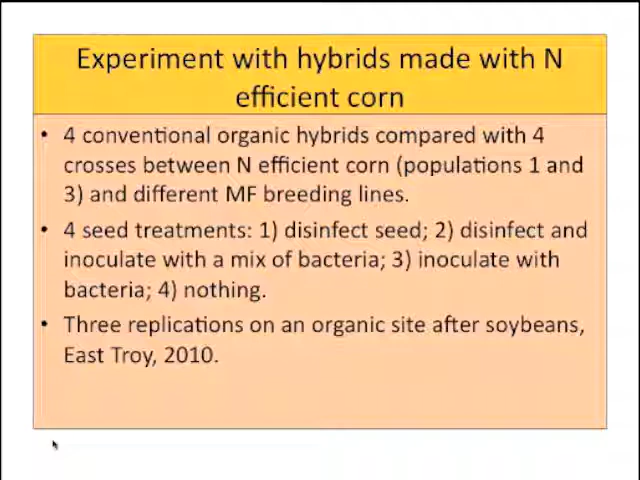 Experiment with hybrids made with N
efficient corn
• 4 conventional organic hybrids compared with 4
crosses between N efficient corn (populations 1 and
3) and different MF breeding lines.
• 4 seed treatments: 1) disinfect seed; 2) disinfect and
inoculate with a mix of bacteria; 3) inoculate with
bacteria; 4) nothing.
• Three replications on an organic site after soybeans,
East Troy, 2010.